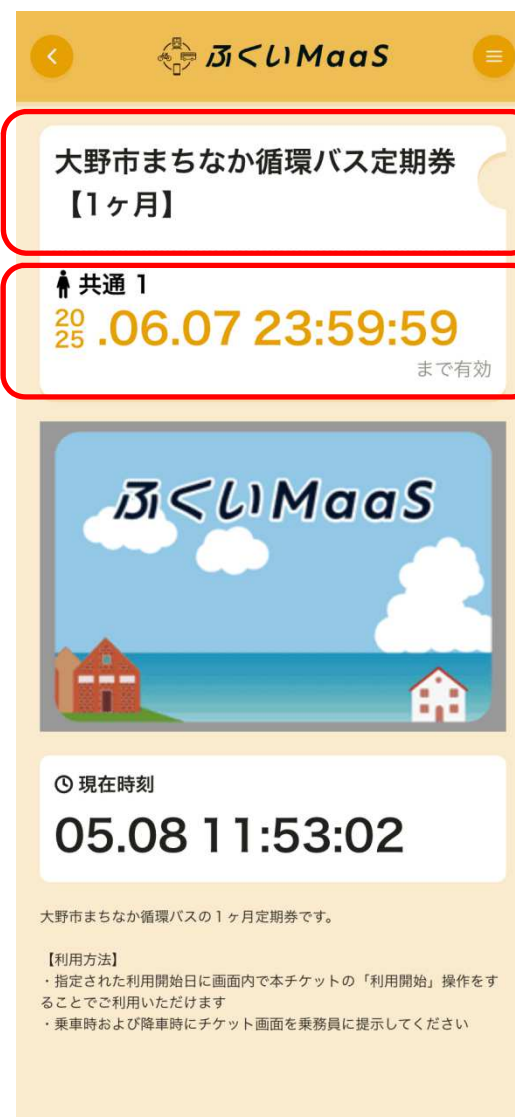 ふくいMaaS
大野市まちなか循環バス定期券
【1ヶ月】
共通 1
2025.06.07 23:59:59
まで有効
ふくいMaaS
現在時刻
05.08 11:53:02
大野市まちなか循環バスの１ヶ月定期券です。
【利用方法】
・指定された利用開始日に画面内で本チケットの「利用開始」操作をす
ることでご利用いただけます
・乗車時および降車時にチケット画面を乗務員に提示してください